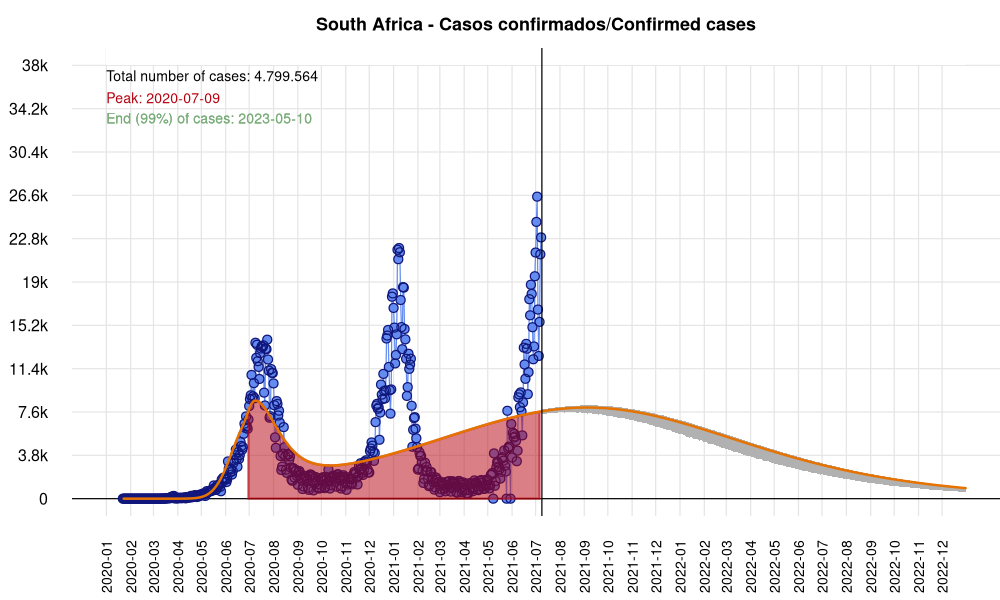 South Africa - Casos confirmados/Confirmed cases
Total number of cases: 4.799.564
Peak: 2020-07-09
End (99%) of cases: 2023-05-10
38k
34.2k
30.4k
26.6k
22.8k
19k
15.2k
11.4k
7.6k
3.8k
0
2020-01
2020-02
2020-03
2020-04
2020-05
2020-06
2020-07
2020-08
2020-09
2020-10
2020-11
2020-12
2021-01
2021-02
2021-03
2021-04
2021-05
2021-06
2021-07
2021-08
2021-09
2021-10
2021-11
2021-12
2022-01
2022-02
2022-03
2022-04
2022-05
2022-06
2022-07
2022-08
2022-09
2022-10
2022-11
2022-12